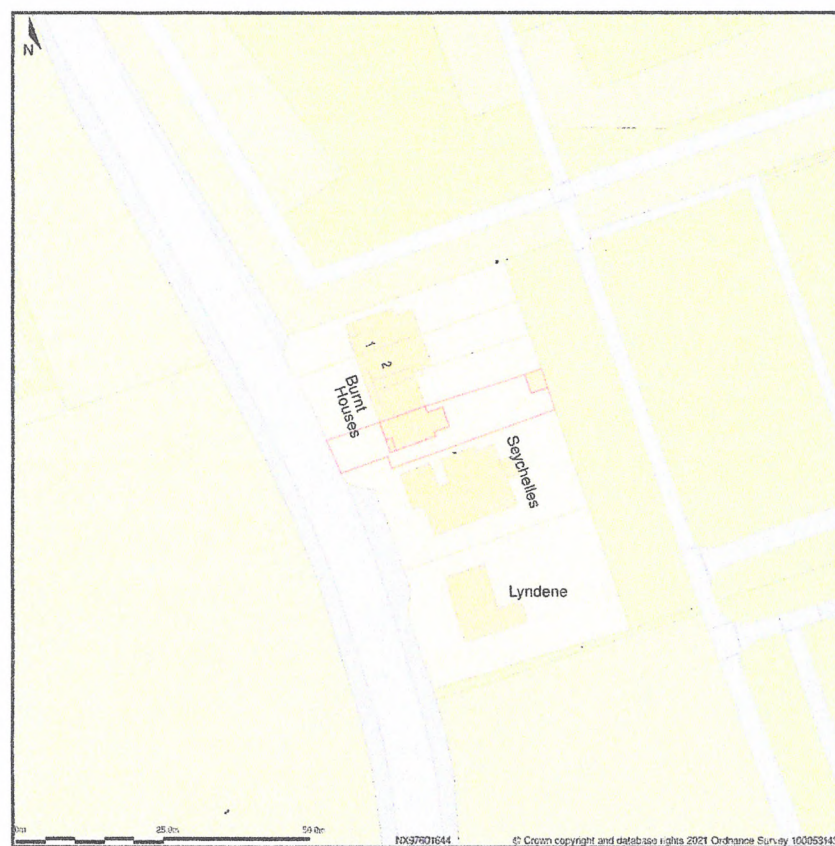 N
1
2
Burnt
Houses
Seychelles
Lyndene
0m 25.0m 50.0m
NX97601644
© Crown copyright and database rights 2021 Ordnance Survey 100053143